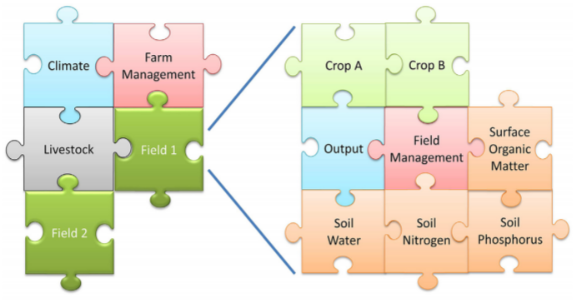 Climate
Farm
Management
Livestock
Field 1
Field 2
Crop A
Crop B
Output
Field
Management
Surface
Organic
Matter
Soil
Water
Soil
Nitrogen
Soil
Phosphorus